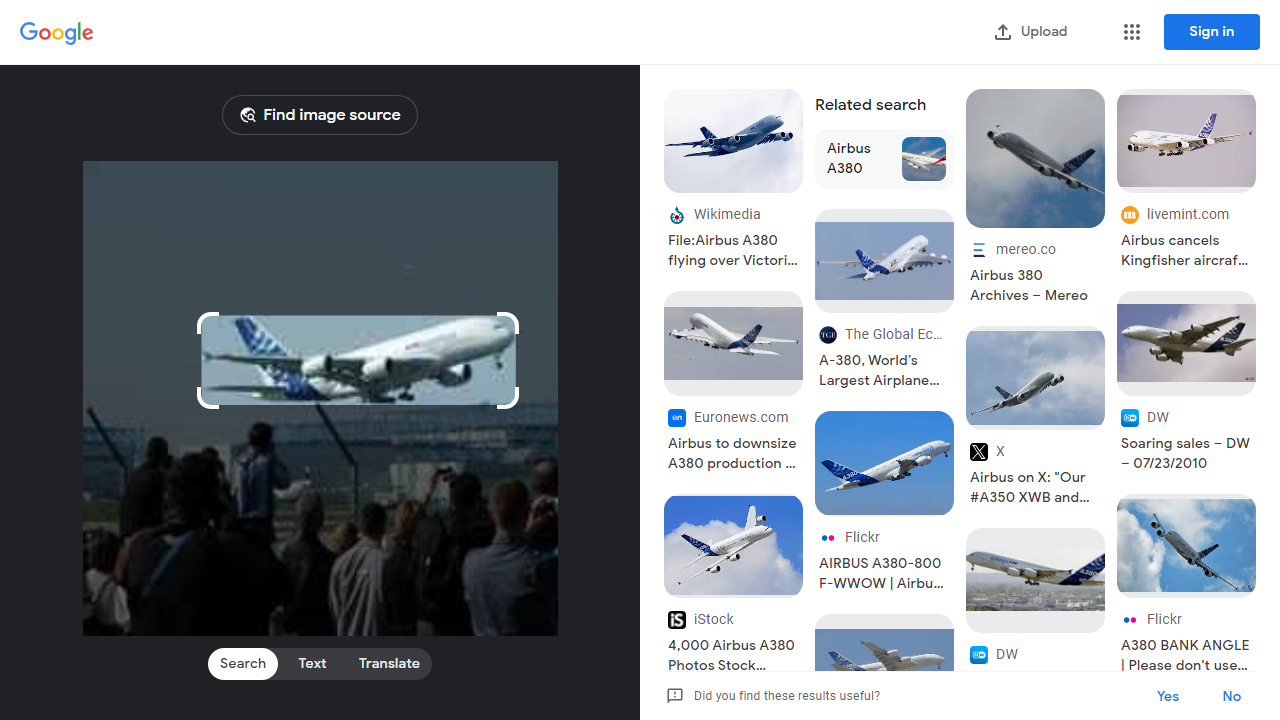 Google
Upload
Sign in
Find image source
Search
Text
Translate
Wikimedia
File:Airbus A380
flying over Victori...
Euronews.com
Airbus to downsize
A380 production ...
iStock
4,000 Airbus A380
Photos Stock...
Related search
Airbus
A380
The Global Ec...
A-380, World's
Largest Airplane...
Flickr
AIRBUS A380-800
F-WWOW | Airbu...
mereo.co
Airbus 380
Archives – Mereo
X
Airbus on X: "Our
#A350 XWB and...
DW
livemint.com
Airbus cancels
Kingfisher aircraf...
DW
Soaring sales – DW
– 07/23/2010
Flickr
A380 BANK ANGLE
| Please don't use...
Did you find these results useful?
Yes
No